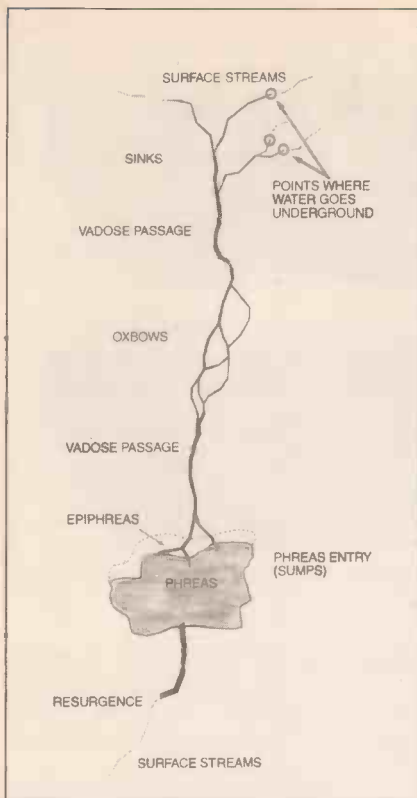 SURFACE STREAMS
SINKS
POINTS WHERE
WATER GOES
UNDERGROUND
VADOSE PASSAGE
OXBOWS
VADOSE PASSAGE
EPIPHREAS
PHREAS ENTRY
(SUMPS)
PHREAS
RESURGENCE
SURFACE STREAMS